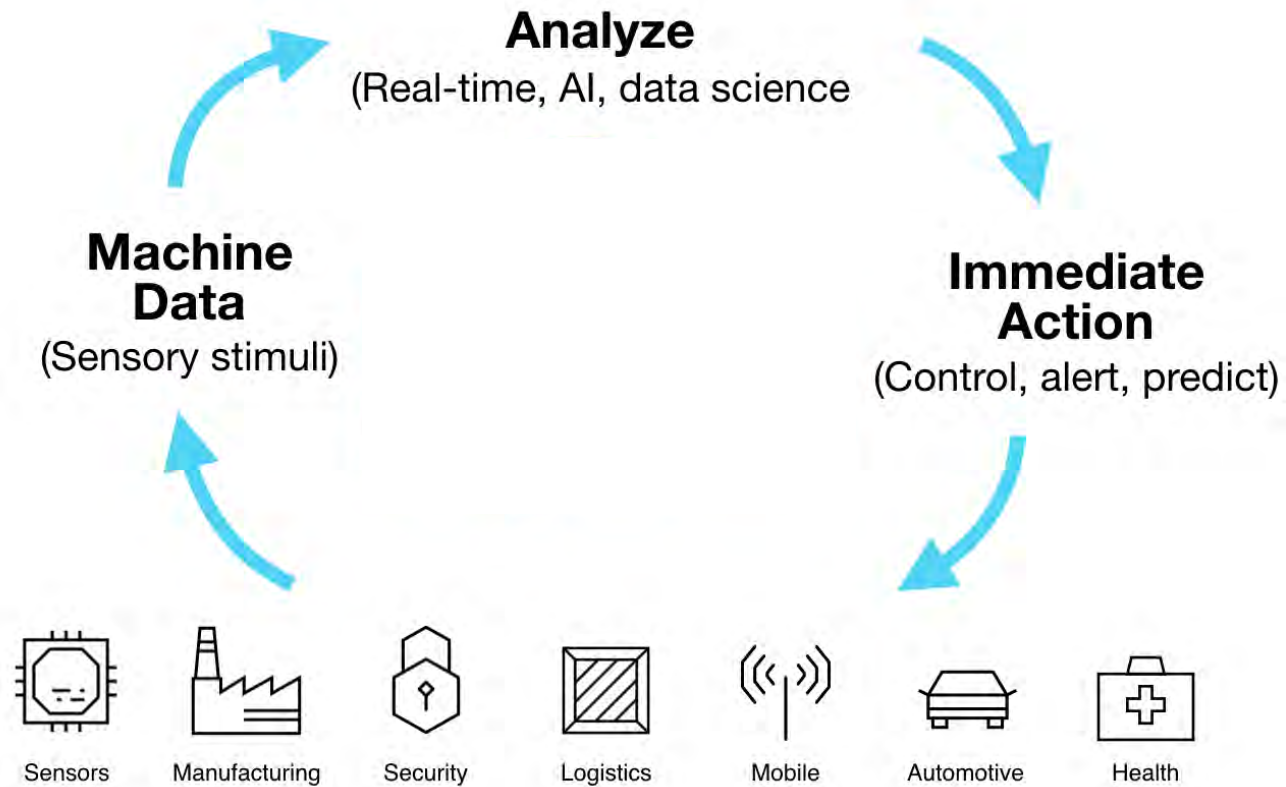 Analyze
(Real-time, AI, data science
Machine
Data
(Sensory stimuli)
Immediate
Action
(Control, alert, predict)
Sensors
Manufacturing
Security
Logistics
Mobile
Automotive
Health